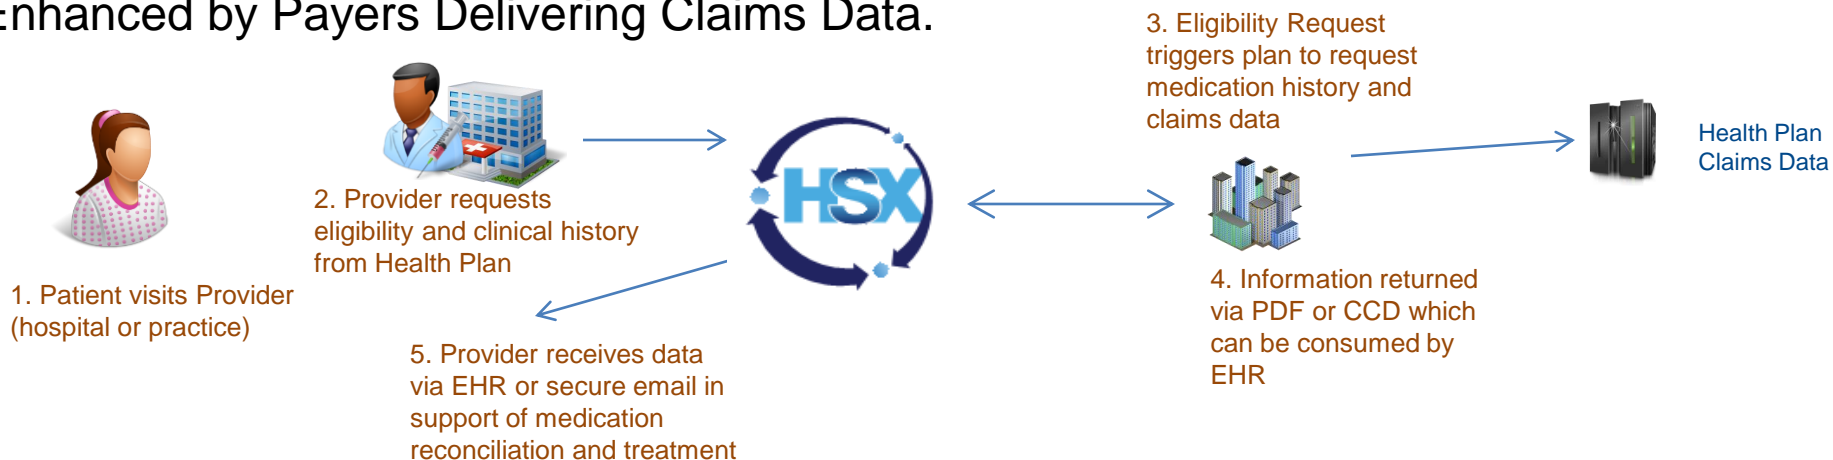 Enhanced by Payers Delivering Claims Data.
1. Patient visits Provider
(hospital or practice)
2. Provider requests
eligibility and clinical history
from Health Plan
HSX
3. Eligibility Request
triggers plan to request
medication history and
claims data
Health Plan
Claims Data
4. Information returned
via PDF or CCD which
can be consumed by
EHR
5. Provider receives data
via EHR or secure email in
support of medication
reconciliation and treatment